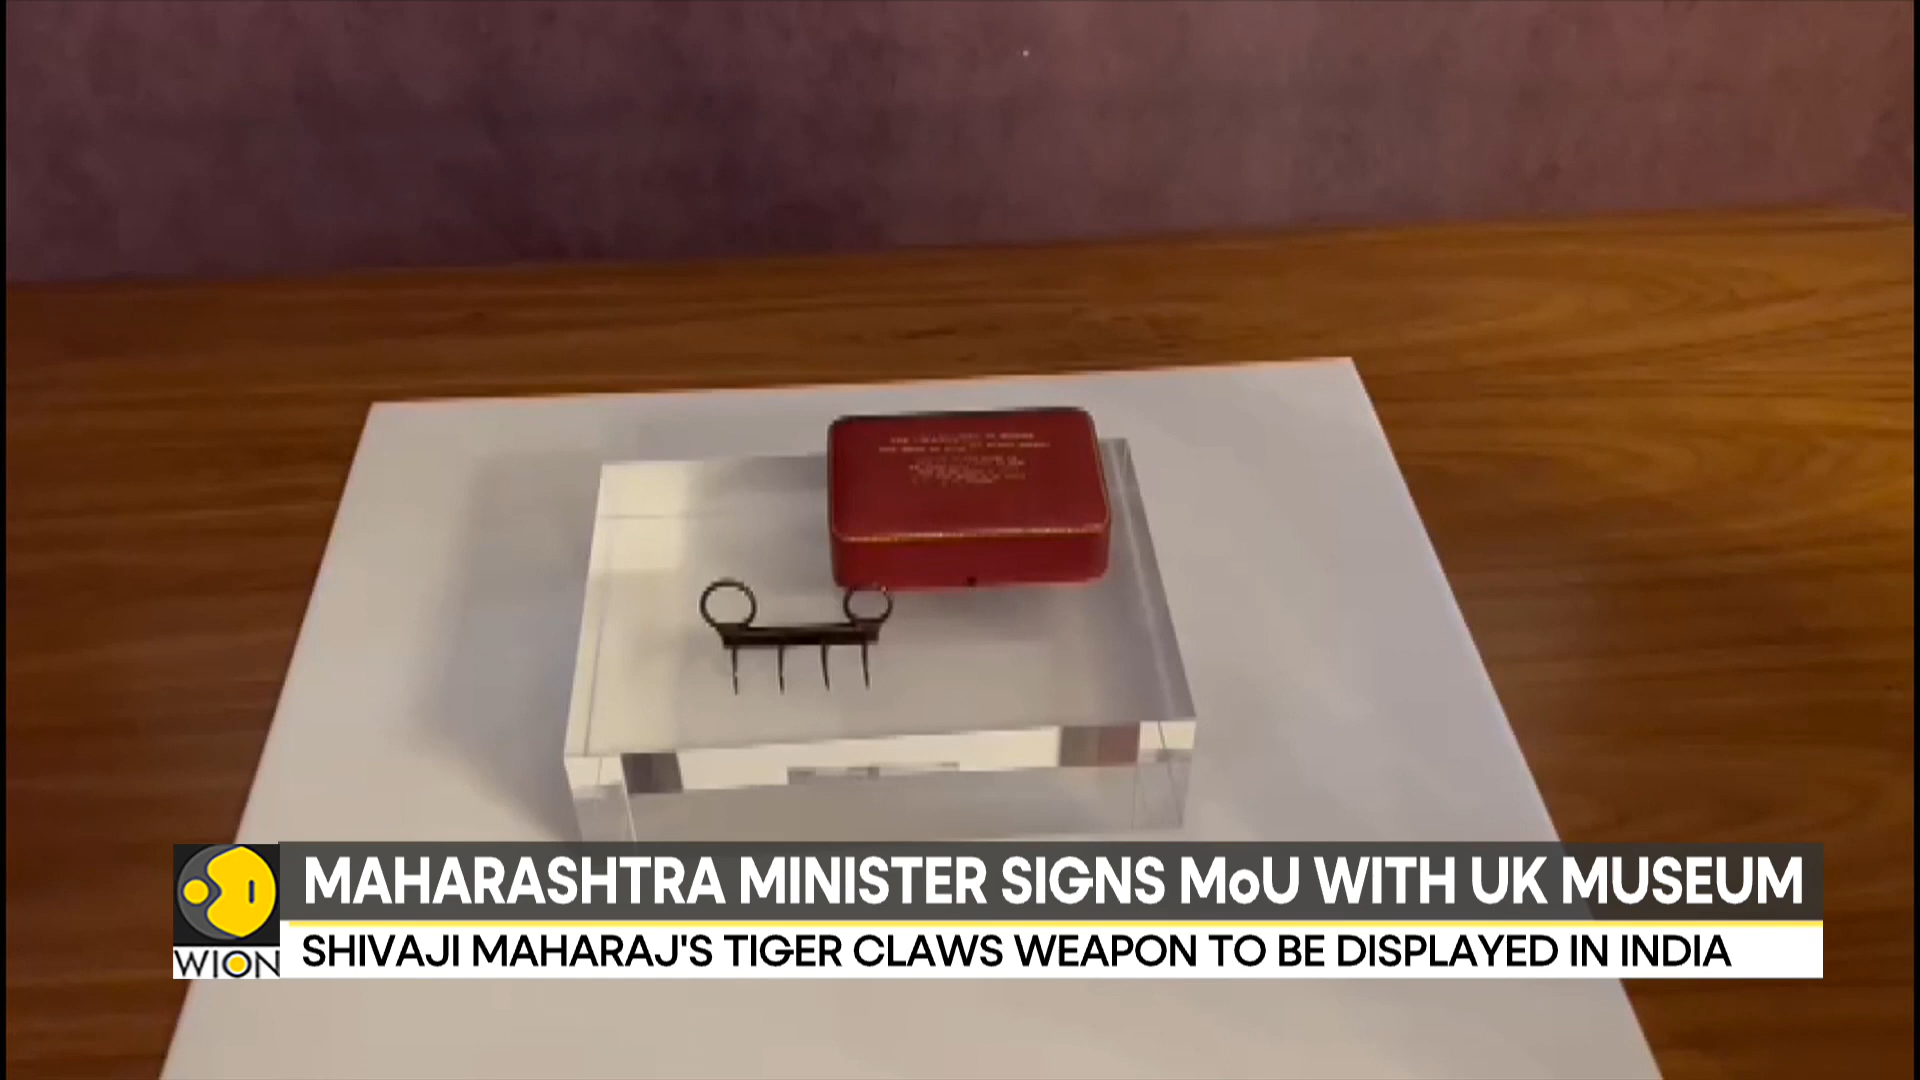 MAHARASHTRA MINISTER SIGNS MoU WITH UK MUSEUM
SHIVAJI MAHARAJ'S TIGER CLAWS WEAPON TO BE DISPLAYED IN INDIA
WION